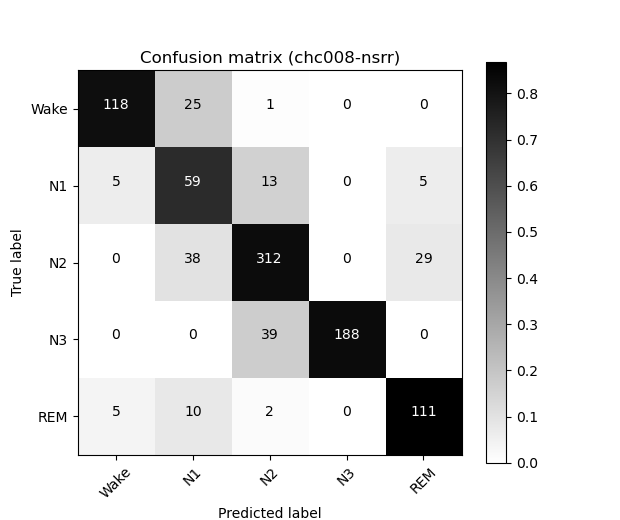 Confusion matrix (chc008-nsrr)
Wake 118 25 1 0 0
N1 5 59 13 0 5
N2 0 38 312 0 29
N3 0 0 39 188 0
REM 5 10 2 0 111
Wake N1 N2 N3 REM
Predicted label
True label
0.8
0.7
0.6
0.5
0.4
0.3
0.2
0.1
0.0